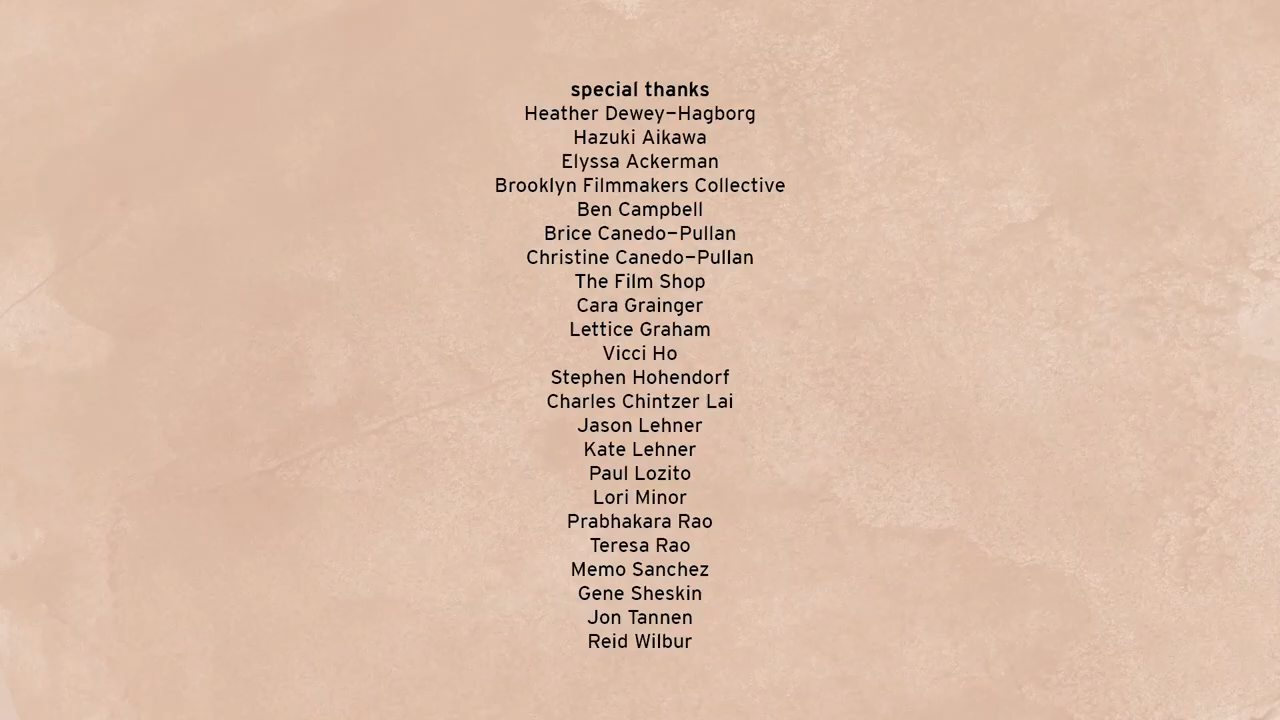 special thanks
Heather Dewey–Hagborg
Hazuki Aikawa
Elyssa Ackerman
Brooklyn Filmmakers Collective
Ben Campbell
Brice Canedo–Pullan
Christine Canedo–Pullan
The Film Shop
Cara Grainger
Lettice Graham
Vicci Ho
Stephen Hohendorf
Charles Chintzer Lai
Jason Lehner
Kate Lehner
Paul Lozito
Lori Minor
Prabhakara Rao
Teresa Rao
Memo Sanchez
Gene Sheskin
Jon Tannen
Reid Wilbur